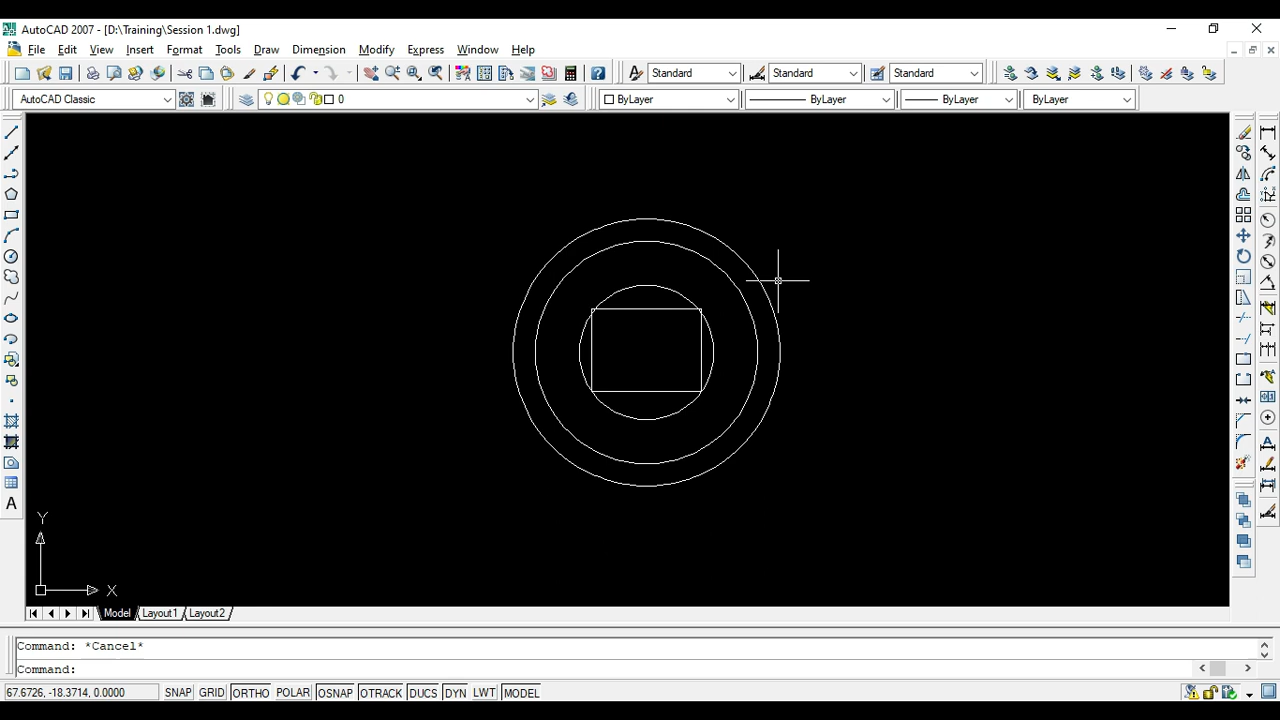 AutoCAD 2007 - [D:\Training\Session 1.dwg]
File Edit View Insert Format Tools Draw Dimension Modify Express Window Help
Standard Standard Standard
AutoCAD Classic 0 ByLayer ByLayer ByLayer ByLayer
A
Y
X
Model Layout1 Layout2
Command: *Cancel*
Command:
67.6726, -18.3714, 0.0000 SNAP GRID ORTHO POLAR OSNAP OTRACK DUCS DYN LWT MODEL